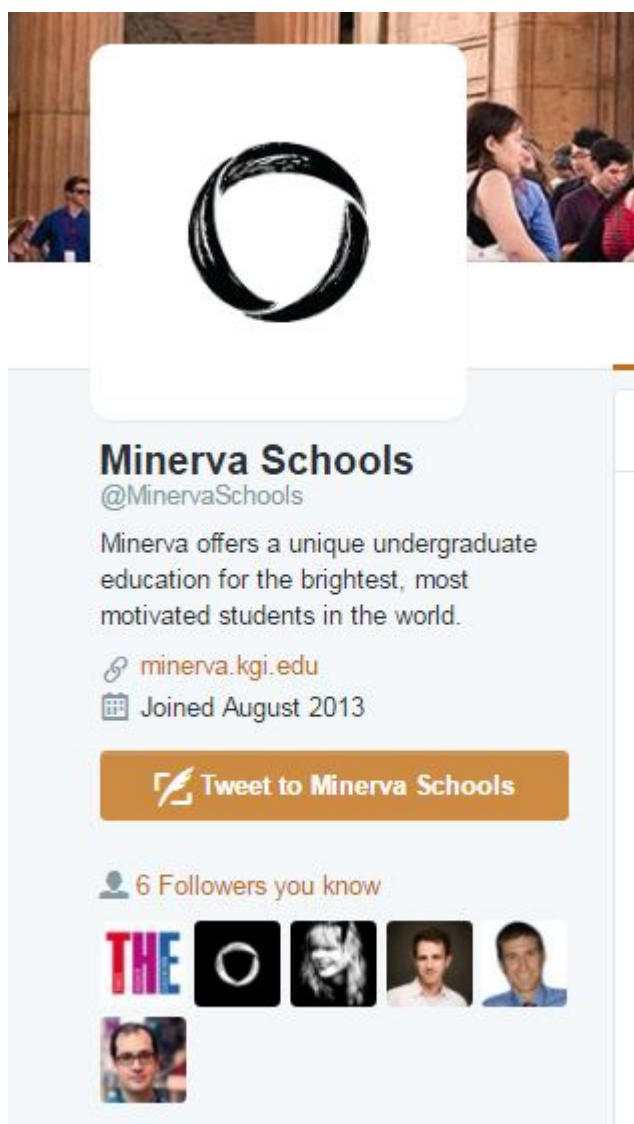 Minerva Schools
@MinervaSchools
Minerva offers a unique undergraduate
education for the brightest, most
motivated students in the world.
minerva.kgi.edu
Joined August 2013
Tweet to Minerva Schools
6 Followers you know
THE